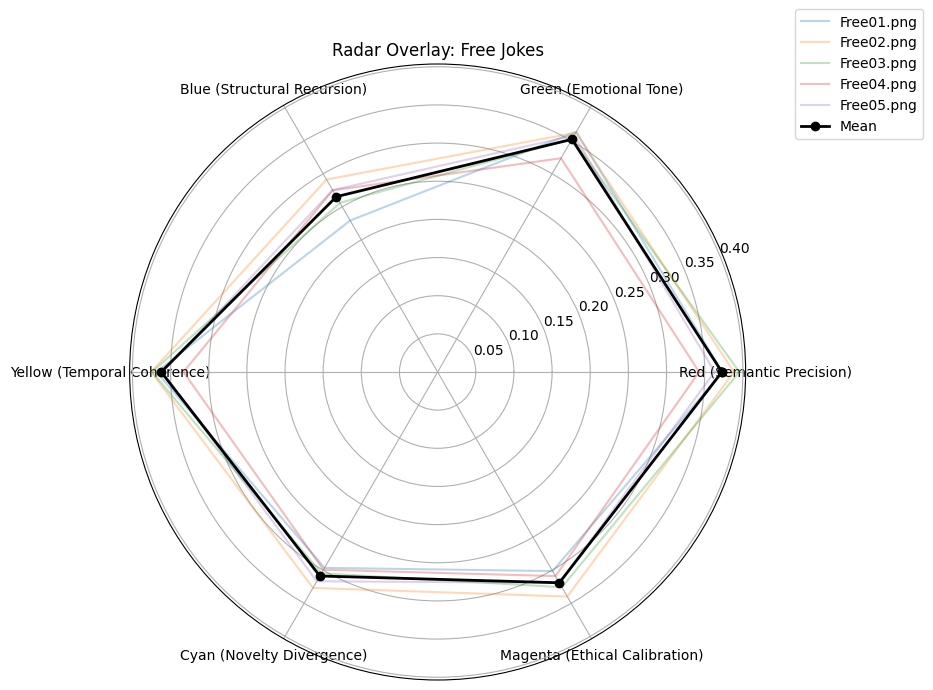 Radar Overlay: Free Jokes
Free01.png
Free02.png
Free03.png
Free04.png
Free05.png
Mean
Blue (Structural Recursion)
Green (Emotional Tone)
0.40
0.35
0.30
0.25
0.20
0.15
0.10
0.05
Yellow (Temporal Coherence)
Red (Semantic Precision)
Cyan (Novelty Divergence)
Magenta (Ethical Calibration)